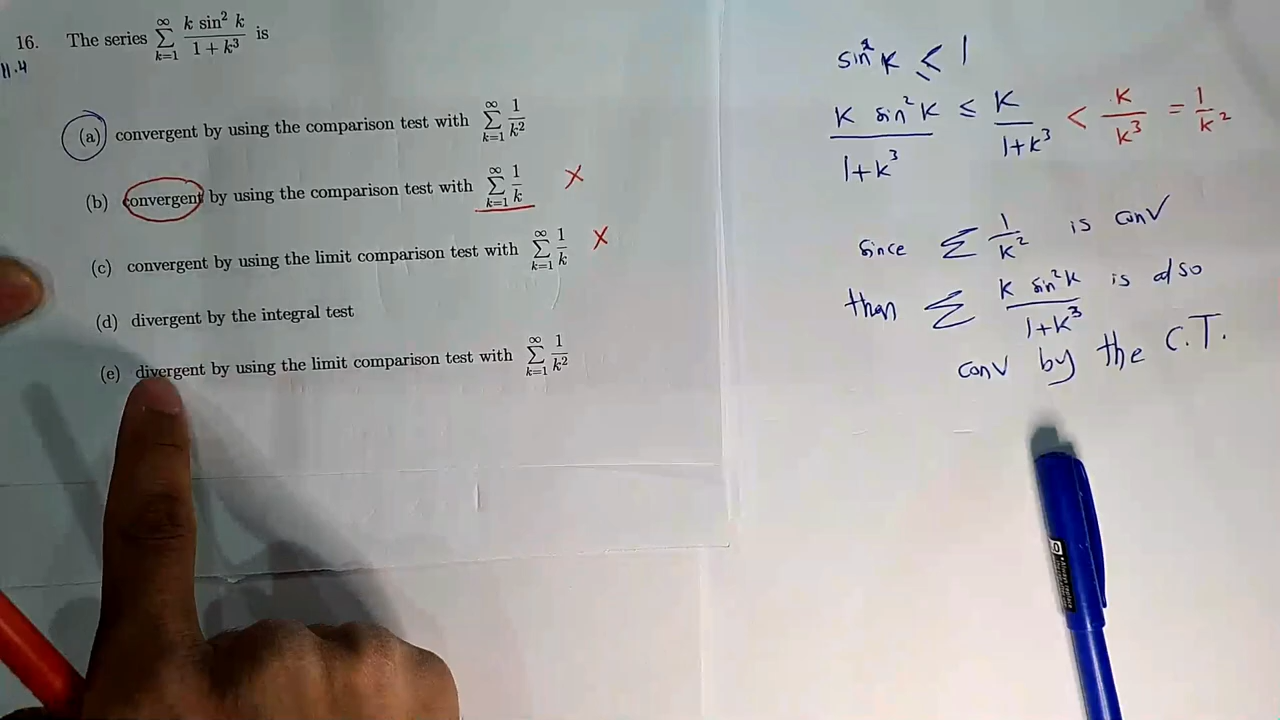 16. The series ∞ Σ k=1 k sin² k / 1 + k³ is
11.4
(a) convergent by using the comparison test with ∞ Σ k=1 1/k²
(b) convergent by using the comparison test with ∞ Σ k=1 1/k ×
(c) convergent by using the limit comparison test with ∞ Σ k=1 1/k ×
(d) divergent by the integral test
(e) divergent by using the limit comparison test with ∞ Σ k=1 1/k²
sin² k ≤ 1
k sin² k / 1+k³ ≤ k / 1+k³ < k / k³ = 1 / k²
since Σ 1/k² is conv
then Σ k sin² k / 1+k³ is also
conv by the C.T.